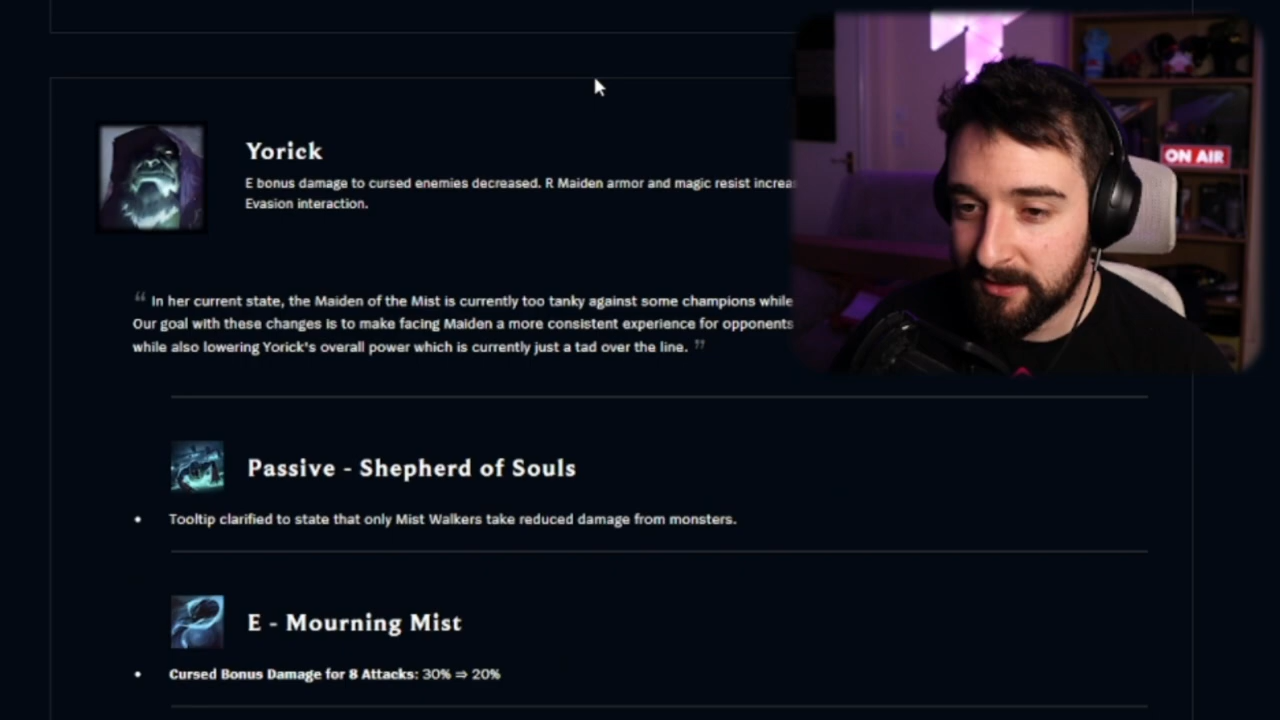 Yorick
E bonus damage to cursed enemies decreased. R Maiden armor and magic resist
Evasion interaction.
ON AIR
“ In her current state, the Maiden of the Mist is currently too tanky against some champions while
Our goal with these changes is to make facing Maiden a more consistent experience for opponents
while also lowering Yorick's overall power which is currently just a tad over the line. ”
Passive - Shepherd of Souls
• Tooltip clarified to state that only Mist Walkers take reduced damage from monsters.
E - Mourning Mist
• Cursed Bonus Damage for 8 Attacks: 30% ⇒ 20%